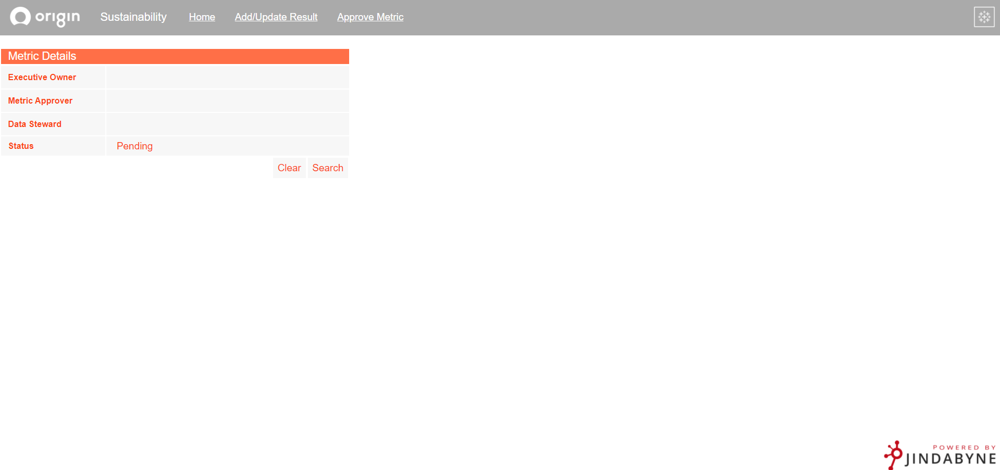 origin Sustainability Home Add/Update Result Approve Metric
Metric Details
Executive Owner
Metric Approver
Data Steward
Status Pending
Clear Search
POWERED BY
JINDABYNE